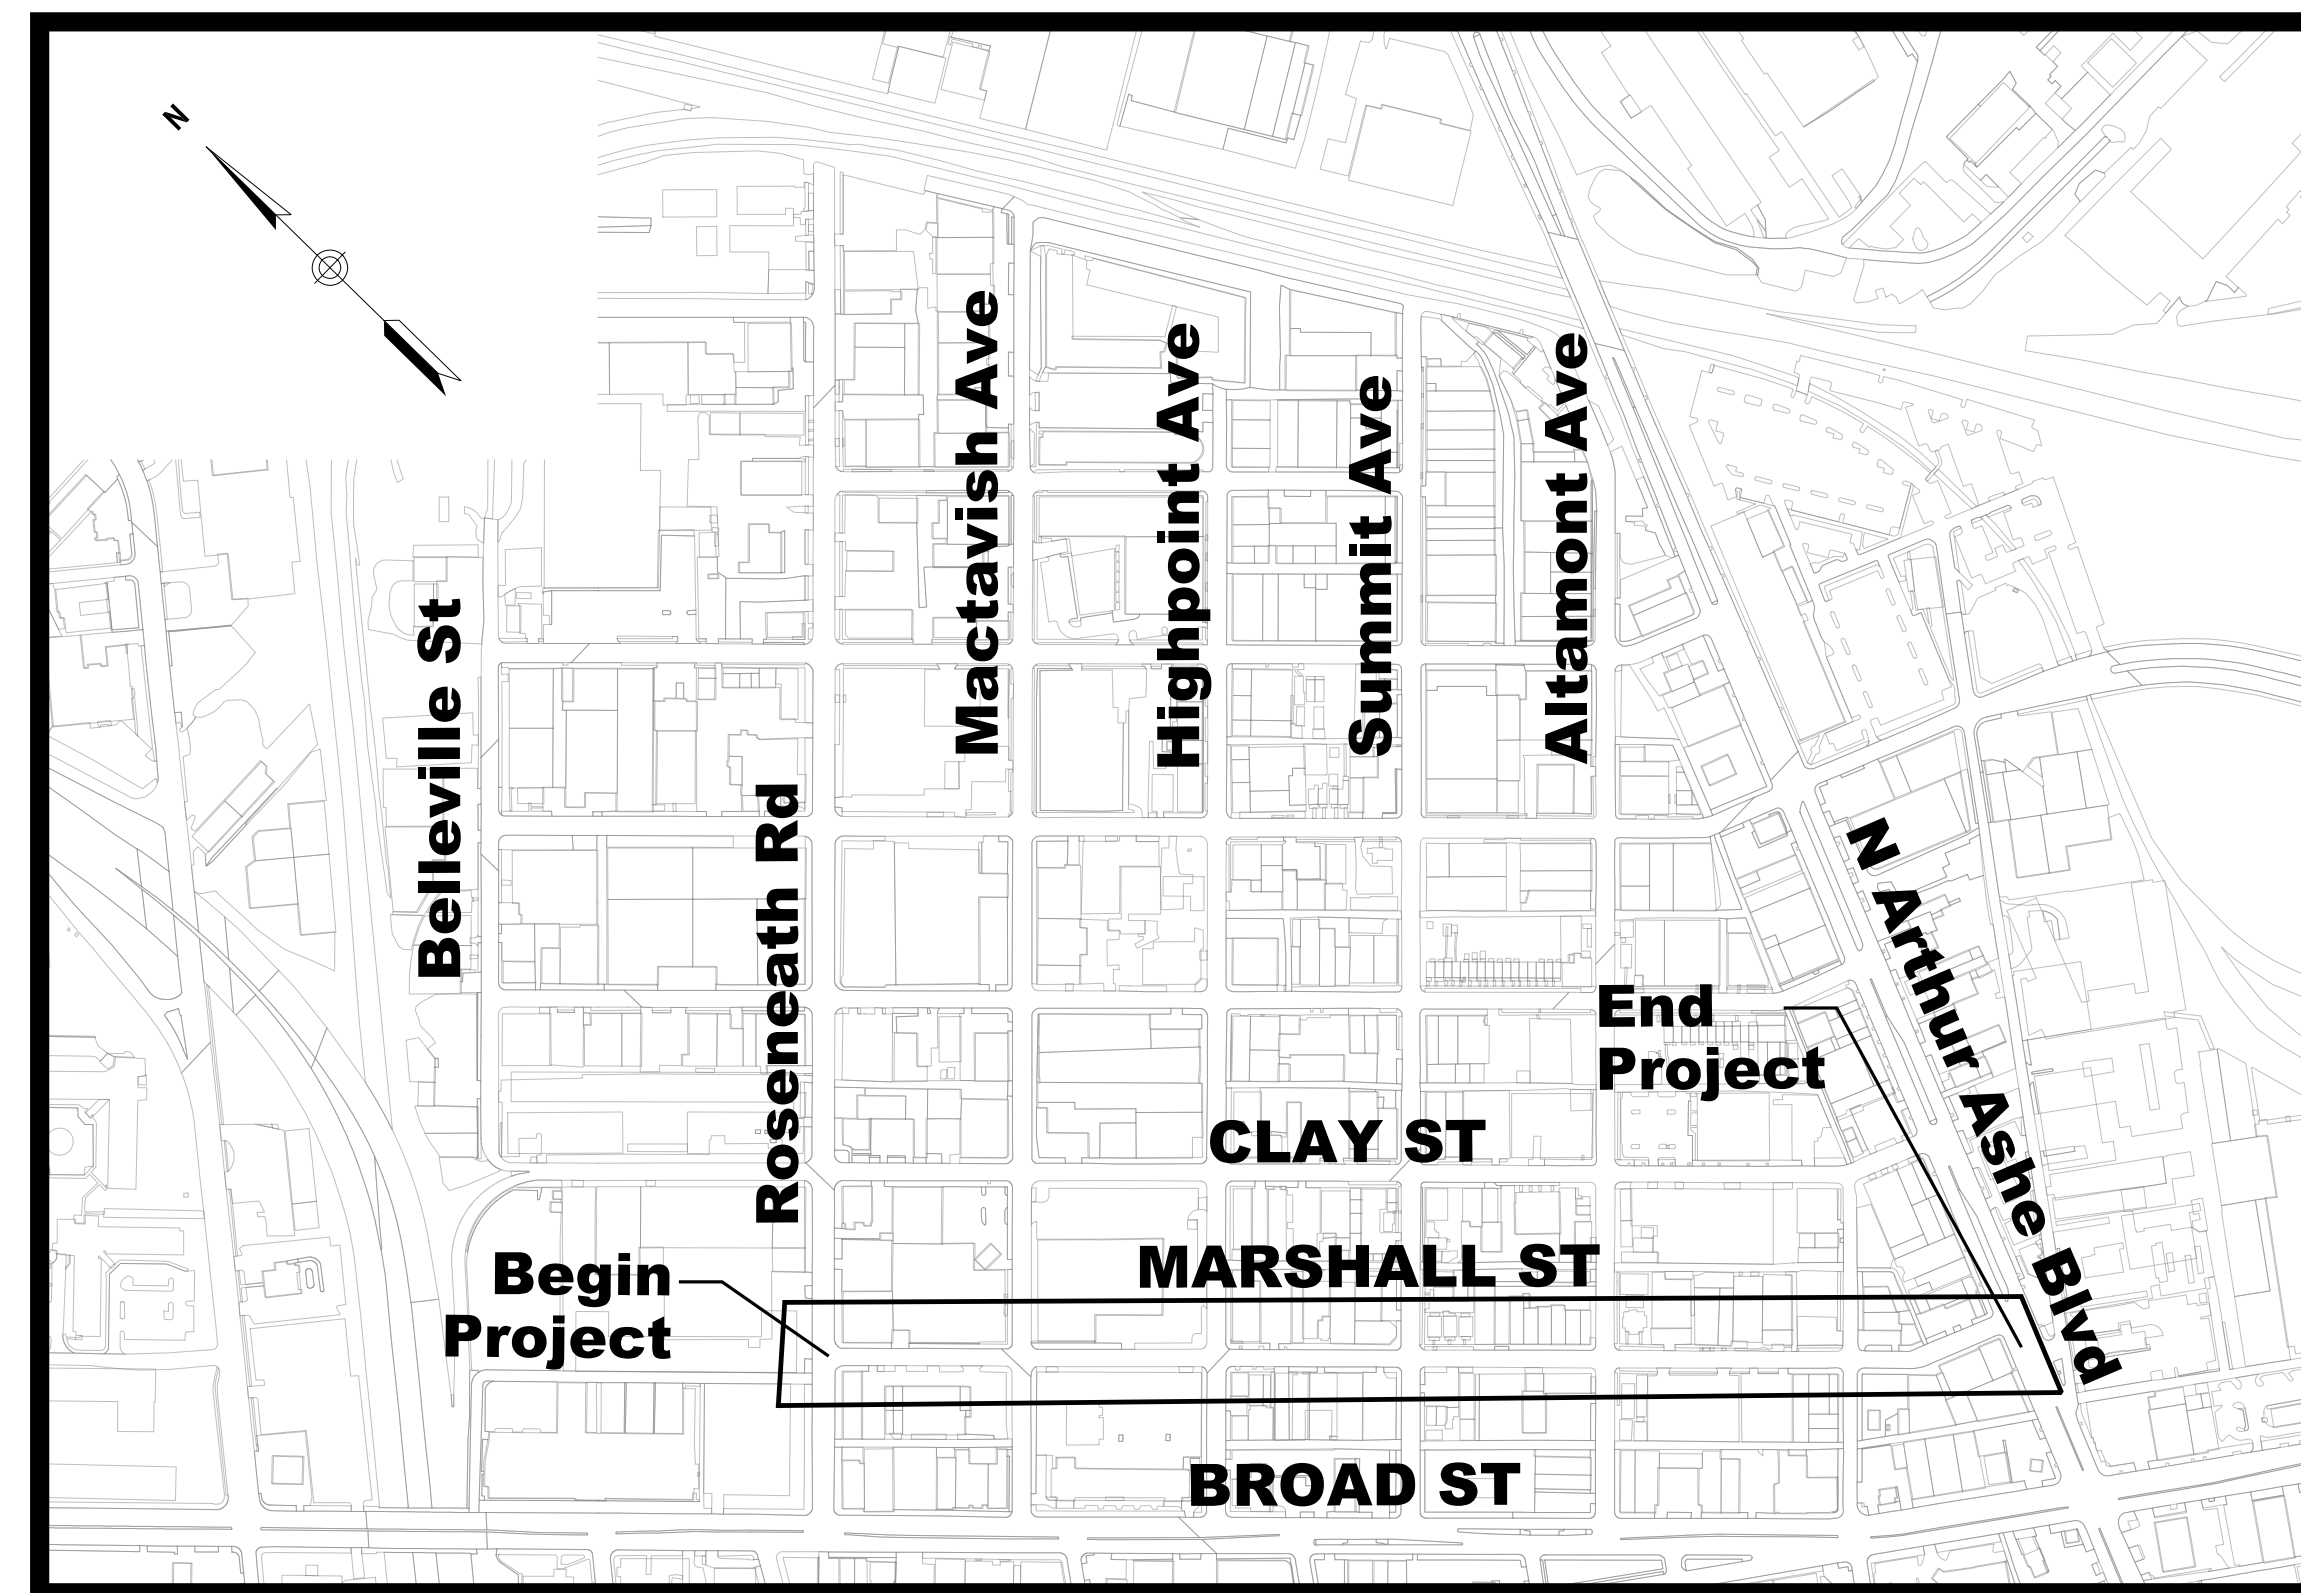 N
Mactavish Ave
Highpoint Ave
Summit Ave
Altamont Ave
Belleville St
Roseneath Rd
N Arthur Ashe Blvd
End
Project
CLAY ST
MARSHALL ST
Begin
Project
BROAD ST